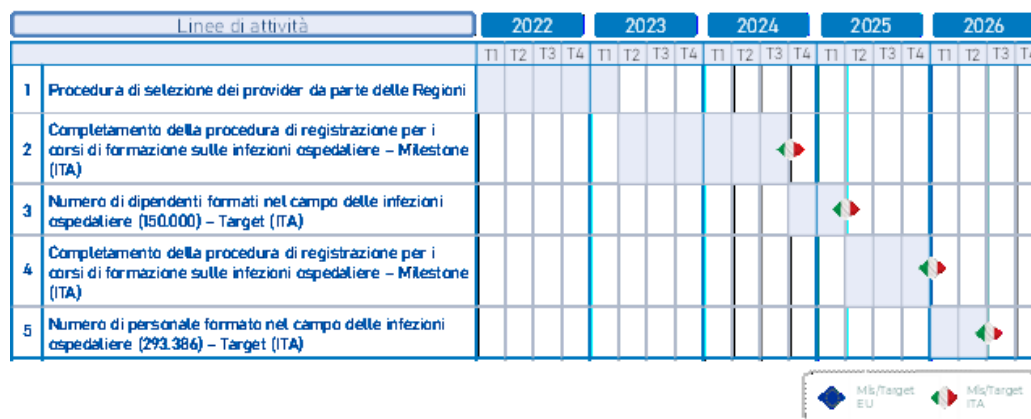 Linee di attività 2022 2023 2024 2025 2026
T1 T2 T3 T4 T1 T2 T3 T4 T1 T2 T3 T4 T1 T2 T3 T4 T1 T2 T3 T4
1 Procedura di selezione dei provider da parte delle Regioni
Completamento della procedura di registrazione per i
2 corsi di formazione sulle infezioni ospedaliere – Milestone
(ITA)
3 Numero di dipendenti formati nel campo delle infezioni
ospedaliere (150.000) – Target (ITA)
Completamento della procedura di registrazione per i
4 corsi di formazione sulle infezioni ospedaliere – Milestone
(ITA)
5 Numero di personale formato nel campo delle infezioni
ospedaliere (293.386) – Target (ITA)
Mls/Target
EU
Mls/Target
ITA